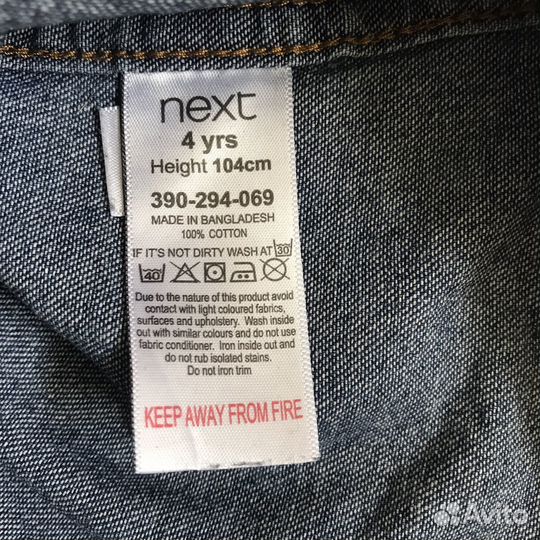 next
4 yrs
Height 104cm
390-294-069
MADE IN BANGLADESH
100% COTTON
IF IT'S NOT DIRTY WASH AT 30
40
Due to the nature of this product avoid
contact with light coloured fabrics,
surfaces and upholstery. Wash inside
out with similar colours and do not use
fabric conditioner. Iron inside out and
do not rub isolated stains.
Do not iron trim
KEEP AWAY FROM FIRE
Avito